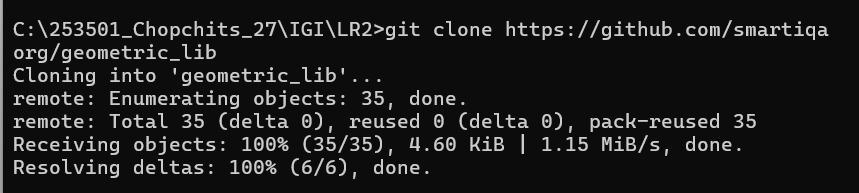 C:\253501_Chopchits_27\IGI\LR2>git clone https://github.com/smartiqa
org/geometric_lib
Cloning into 'geometric_lib'...
remote: Enumerating objects: 35, done.
remote: Total 35 (delta 0), reused 0 (delta 0), pack-reused 35
Receiving objects: 100% (35/35), 4.60 KiB | 1.15 MiB/s, done.
Resolving deltas: 100% (6/6), done.